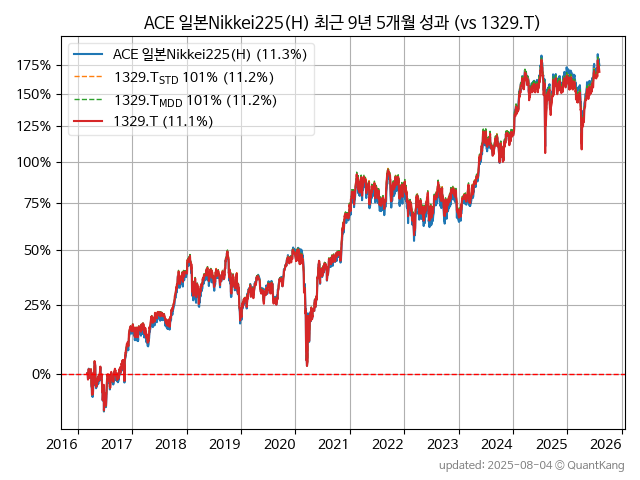 ACE 일본Nikkei225(H) 최근 9년 5개월 성과 (vs 1329.T)
ACE 일본Nikkei225(H) (11.3%)
1329.T_STD 101% (11.2%)
1329.T_MDD 101% (11.2%)
1329.T (11.1%)
175%
150%
125%
100%
75%
50%
25%
0%
2016 2017 2018 2019 2020 2021 2022 2023 2024 2025 2026
updated: 2025-08-04 © QuantKang